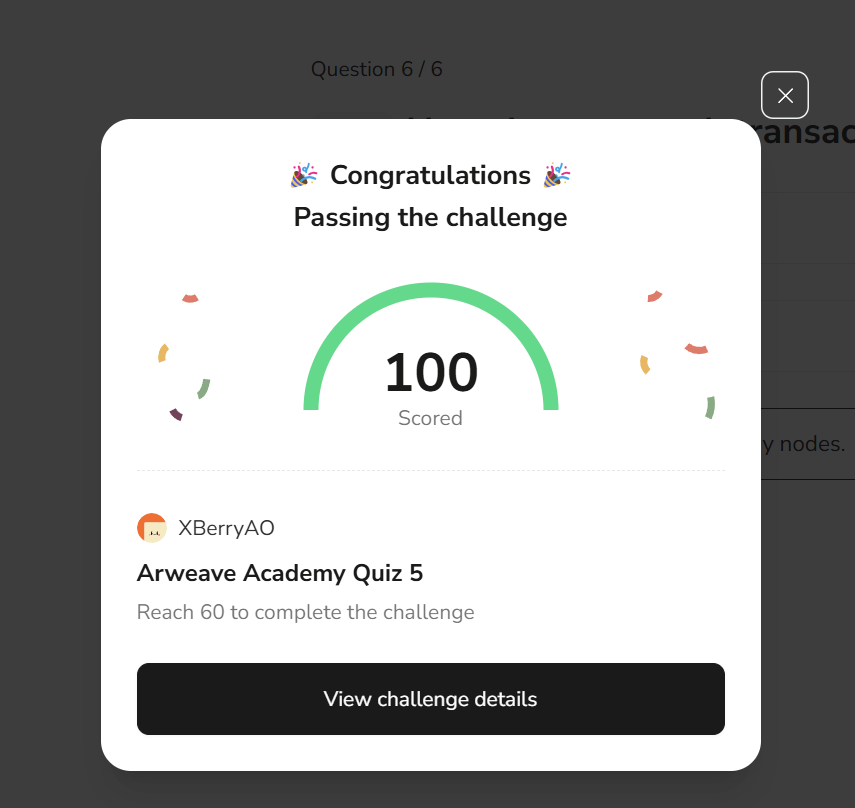 Question 6 / 6
🎉 Congratulations 🎉
Passing the challenge
100
Scored
y nodes.
XBerryAO
Arweave Academy Quiz 5
Reach 60 to complete the challenge
View challenge details